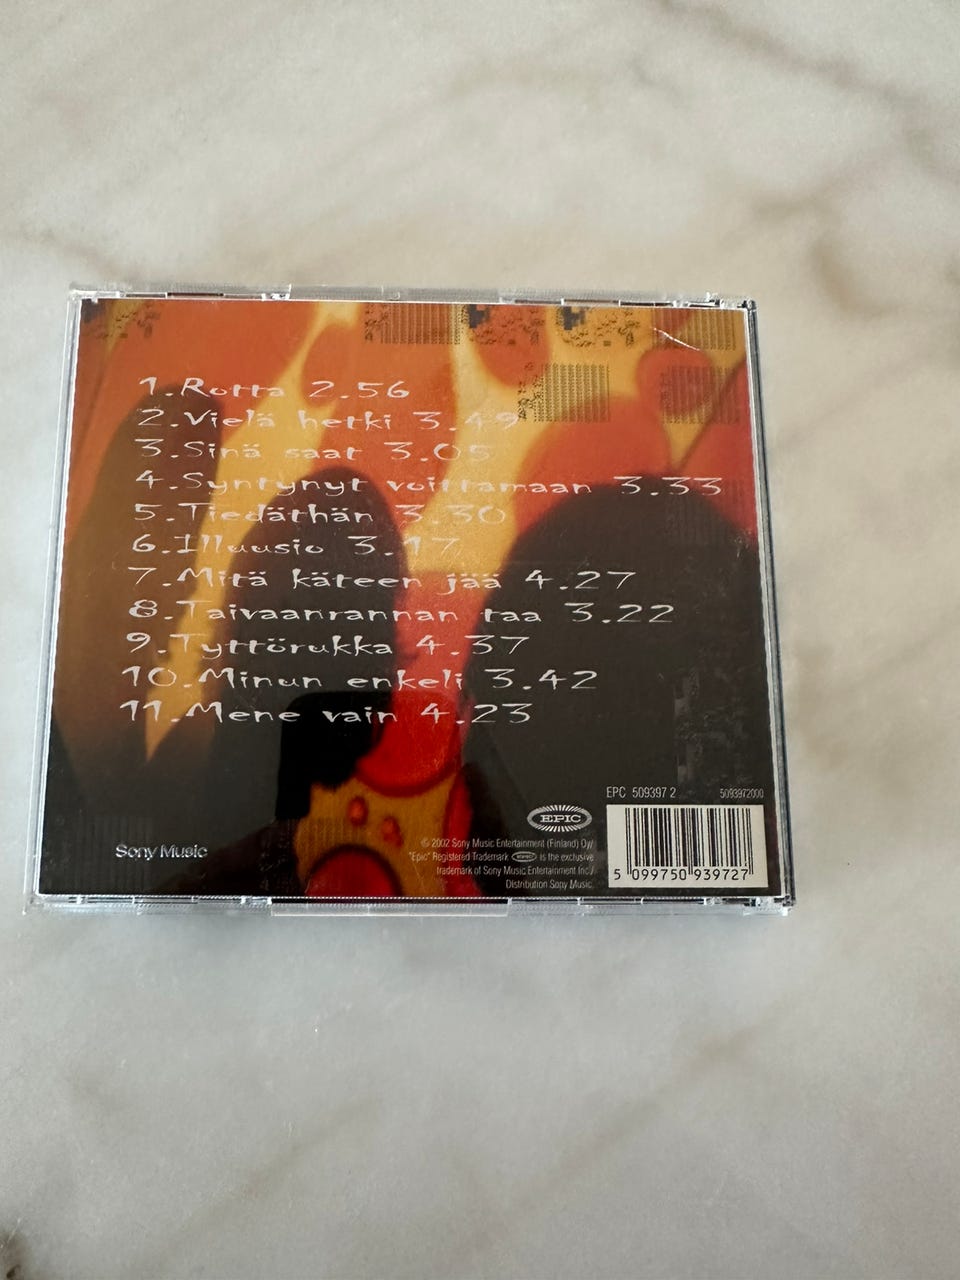 1.Rotta 2.56
2.Vielä hetki 3.49
3.Sinä saat 3.05
4.Syntynyt voittamaan 3.33
5.Tiedäthän 3.30
6.Illuusio 3.17
7.Mitä käteen jää 4.27
8.Taivaanrannan taa 3.22
9.Tyttörukka 4.37
10.Minun enkeli 3.42
11.Mene vain 4.23
EPC 509397 2
5093972000
EPIC
Sony Music
© 2002 Sony Music Entertainment (Finland) Oy/
"Epic" Registered Trademark EPIC is the exclusive
trademark of Sony Music Entertainment Inc./
Distribution Sony Music.
5 099750 939727